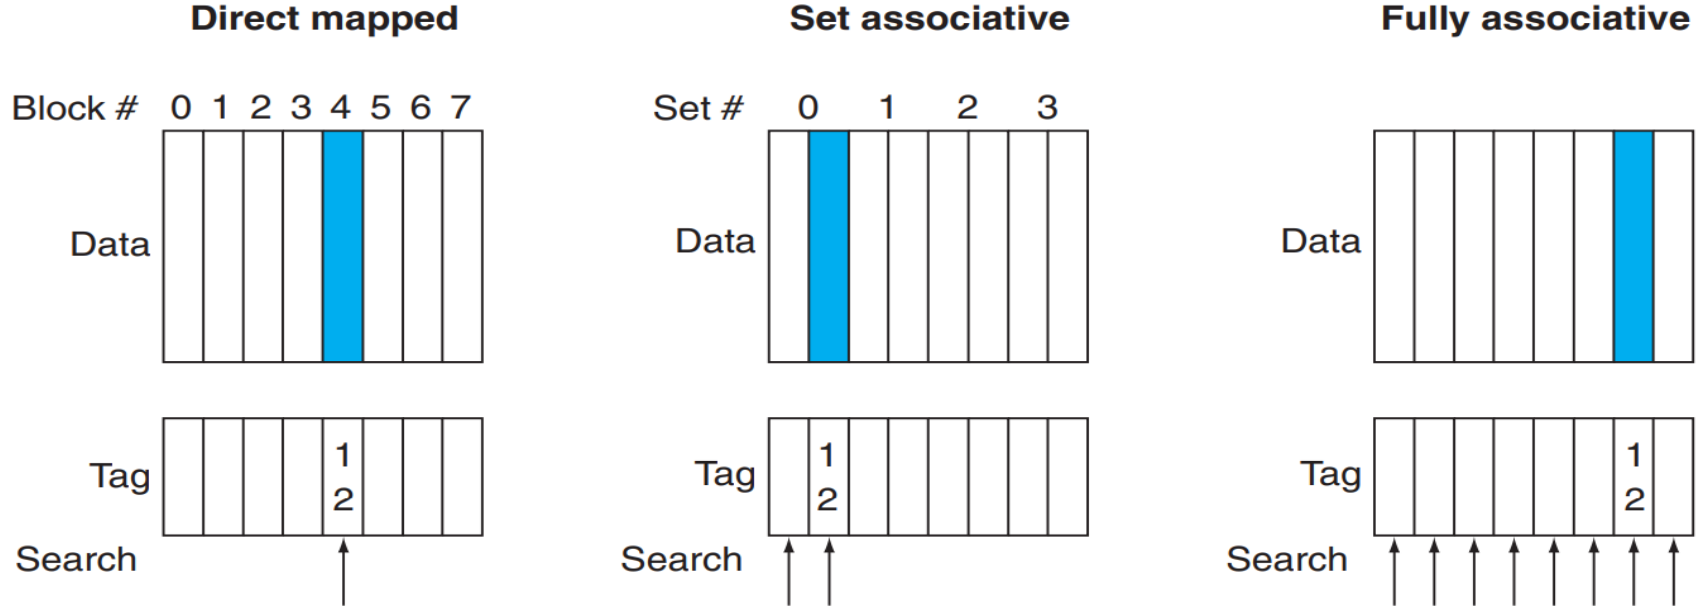 Direct mapped
Set associative
Fully associative
Block # 0 1 2 3 4 5 6 7
Set # 0 1 2 3
Data
Data
Data
Tag
1
2
Tag
1
2
Tag
1
2
Search
Search
Search